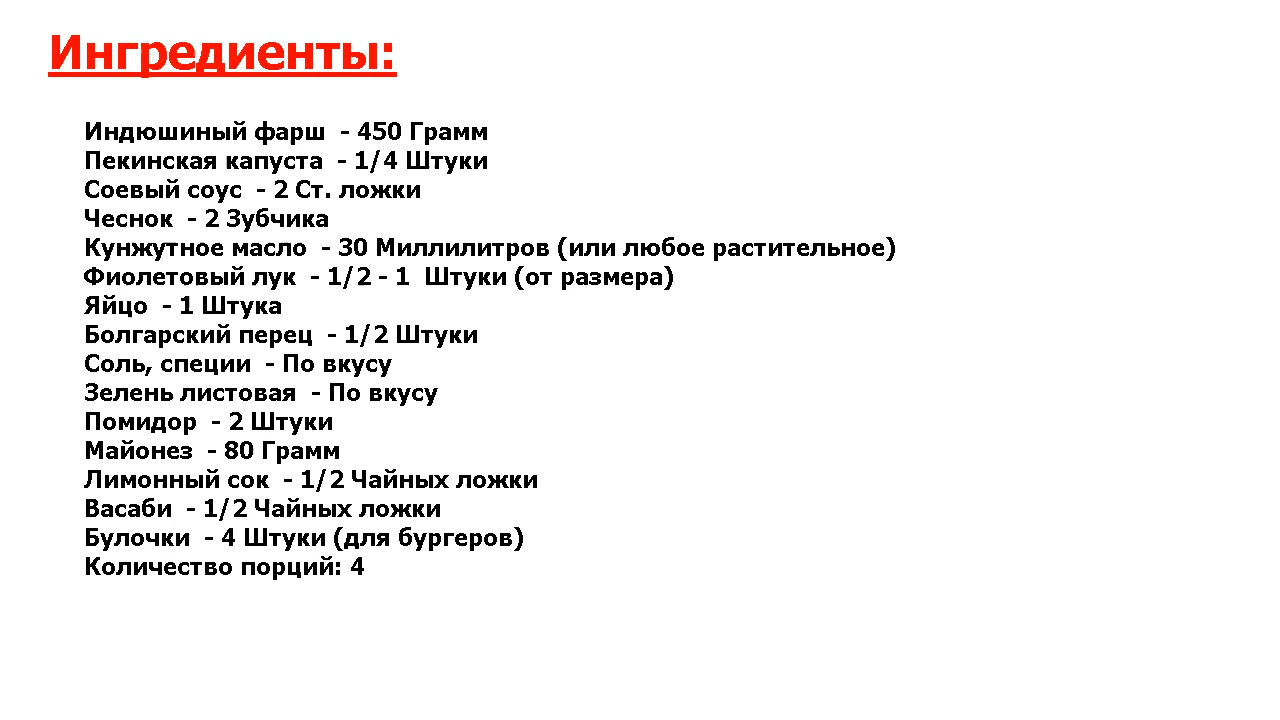 Ингредиенты:
Индюшиный фарш - 450 Грамм
Пекинская капуста - 1/4 Штуки
Соевый соус - 2 Ст. ложки
Чеснок - 2 Зубчика
Кунжутное масло - 30 Миллилитров (или любое растительное)
Фиолетовый лук - 1/2 - 1 Штуки (от размера)
Яйцо - 1 Штука
Болгарский перец - 1/2 Штуки
Соль, специи - По вкусу
Зелень листовая - По вкусу
Помидор - 2 Штуки
Майонез - 80 Грамм
Лимонный сок - 1/2 Чайных ложки
Васаби - 1/2 Чайных ложки
Булочки - 4 Штуки (для бургеров)
Количество порций: 4